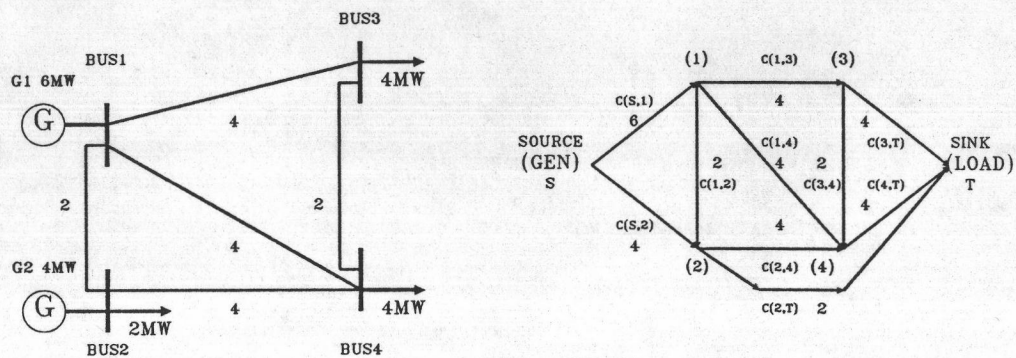 BUS3
BUS1
4MW
G1 6MW
G
4
2
2
4
G2 4MW
G
2MW
4
4MW
BUS2
BUS4
(1)
C(1,3)
(3)
4
C(S,1)
6
4
C(3,T)
SOURCE
(GEN)
S
C(1,4)
2
4
2
C(1,2)
C(3,4)
C(4,T)
4
SINK
(LOAD)
T
C(S,2)
4
4
(2)
C(2,4)
(4)
C(2,T)
2